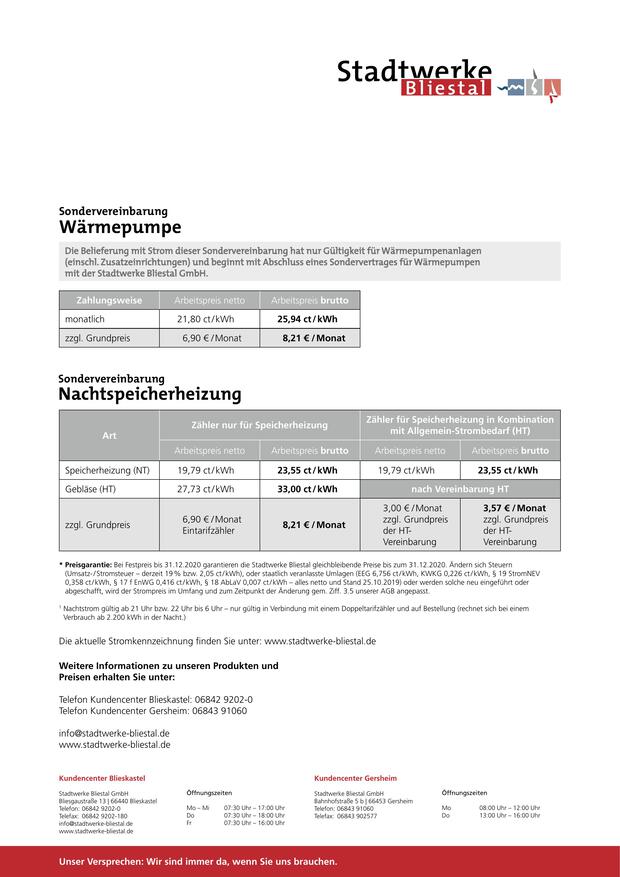 Stadtwerke
Bliestal
Sondervereinbarung
Wärmepumpe
Die Belieferung mit Strom dieser Sondervereinbarung hat nur Gültigkeit für Wärmepumpenanlagen
(einschl. Zusatzeinrichtungen) und beginnt mit Abschluss eines Sondervertrages für Wärmepumpen
mit der Stadtwerke Bliestal GmbH.
Zahlungsweise Arbeitspreis netto Arbeitspreis brutto
monatlich 21,80 ct/kWh 25,94 ct/kWh
zzgl. Grundpreis 6,90 €/Monat 8,21 €/Monat
Sondervereinbarung
Nachtspeicherheizung
Art Zähler nur für Speicherheizung Zähler für Speicherheizung in Kombination
mit Allgemein-Strombedarf (HT)
Arbeitspreis netto Arbeitspreis brutto Arbeitspreis netto Arbeitspreis brutto
Speicherheizung (NT) 19,79 ct/kWh 23,55 ct/kWh 19,79 ct/kWh 23,55 ct/kWh
Gebläse (HT) 27,73 ct/kWh 33,00 ct/kWh nach Vereinbarung HT
zzgl. Grundpreis 6,90 €/Monat
Eintarifzähler 8,21 €/Monat 3,00 €/Monat
zzgl. Grundpreis
der HT-
Vereinbarung 3,57 €/Monat
zzgl. Grundpreis
der HT-
Vereinbarung
* Preisgarantie: Bei Festpreis bis 31.12.2020 garantieren die Stadtwerke Bliestal gleichbleibende Preise bis zum 31.12.2020. Ändern sich Steuern
(Umsatz-/Stromsteuer – derzeit 19% bzw. 2,05 ct/kWh), oder staatlich veranlasste Umlagen (EEG 6,756 ct/kWh, KWKG 0,226 ct/kWh, § 19 StromNEV
0,358 ct/kWh, § 17 f EnWG 0,416 ct/kWh, § 18 AbLaV 0,007 ct/kWh – alles netto und Stand 25.10.2019) oder werden solche neu eingeführt oder
abgeschafft, wird der Strompreis im Umfang und zum Zeitpunkt der Änderung gem. Ziff. 3.5 unserer AGB angepasst.
¹ Nachtstrom gültig ab 21 Uhr bzw. 22 Uhr bis 6 Uhr – nur gültig in Verbindung mit einem Doppeltarifzähler und auf Bestellung (rechnet sich bei einem
Verbrauch ab 2.200 kWh in der Nacht.)
Die aktuelle Stromkennzeichnung finden Sie unter: www.stadtwerke-bliestal.de
Weitere Informationen zu unseren Produkten und
Preisen erhalten Sie unter:
Telefon Kundencenter Blieskastel: 06842 9202-0
Telefon Kundencenter Gersheim: 06843 91060
info@stadtwerke-bliestal.de
www.stadtwerke-bliestal.de
Kundencenter Blieskastel
Stadtwerke Bliestal GmbH
Bliesgaustraße 13 | 66440 Blieskastel
Telefon: 06842 9202-0
Telefax: 06842 9202-180
info@stadtwerke-bliestal.de
www.stadtwerke-bliestal.de
Öffnungszeiten
Mo – Mi 07:30 Uhr – 17:00 Uhr
Do 07:30 Uhr – 18:00 Uhr
Fr 07:30 Uhr – 16:00 Uhr
Kundencenter Gersheim
Stadtwerke Bliestal GmbH
Bahnhofstraße 5 b | 66453 Gersheim
Telefon: 06843 91060
Telefax: 06843 902577
Öffnungszeiten
Mo 08:00 Uhr – 12:00 Uhr
Do 13:00 Uhr – 16:00 Uhr
Unser Versprechen: Wir sind immer da, wenn Sie uns brauchen.